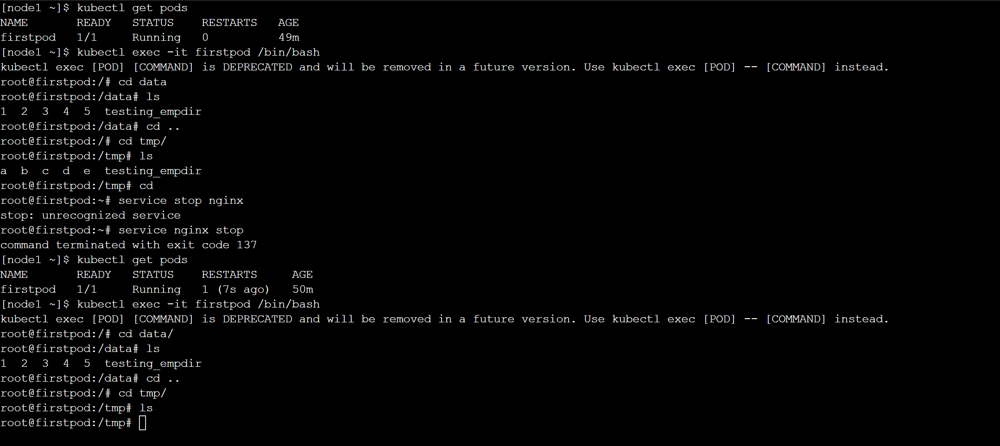 [node1 ~]$ kubectl get pods
NAME       READY   STATUS    RESTARTS   AGE
firstpod   1/1     Running   0          49m
[node1 ~]$ kubectl exec -it firstpod /bin/bash
kubectl exec [POD] [COMMAND] is DEPRECATED and will be removed in a future version. Use kubectl exec [POD] -- [COMMAND] instead.
root@firstpod:/# cd data
root@firstpod:/data# ls
1  2  3  4  5  testing_empdir
root@firstpod:/data# cd ..
root@firstpod:/# cd tmp/
root@firstpod:/tmp# ls
a  b  c  d  e  testing_empdir
root@firstpod:/tmp# cd
root@firstpod:~# service stop nginx
stop: unrecognized service
root@firstpod:~# service nginx stop
command terminated with exit code 137
[node1 ~]$ kubectl get pods
NAME       READY   STATUS    RESTARTS     AGE
firstpod   1/1     Running   1 (7s ago)   50m
[node1 ~]$ kubectl exec -it firstpod /bin/bash
kubectl exec [POD] [COMMAND] is DEPRECATED and will be removed in a future version. Use kubectl exec [POD] -- [COMMAND] instead.
root@firstpod:/# cd data/
root@firstpod:/data# ls
1  2  3  4  5  testing_empdir
root@firstpod:/data# cd ..
root@firstpod:/# cd tmp/
root@firstpod:/tmp# ls
root@firstpod:/tmp#